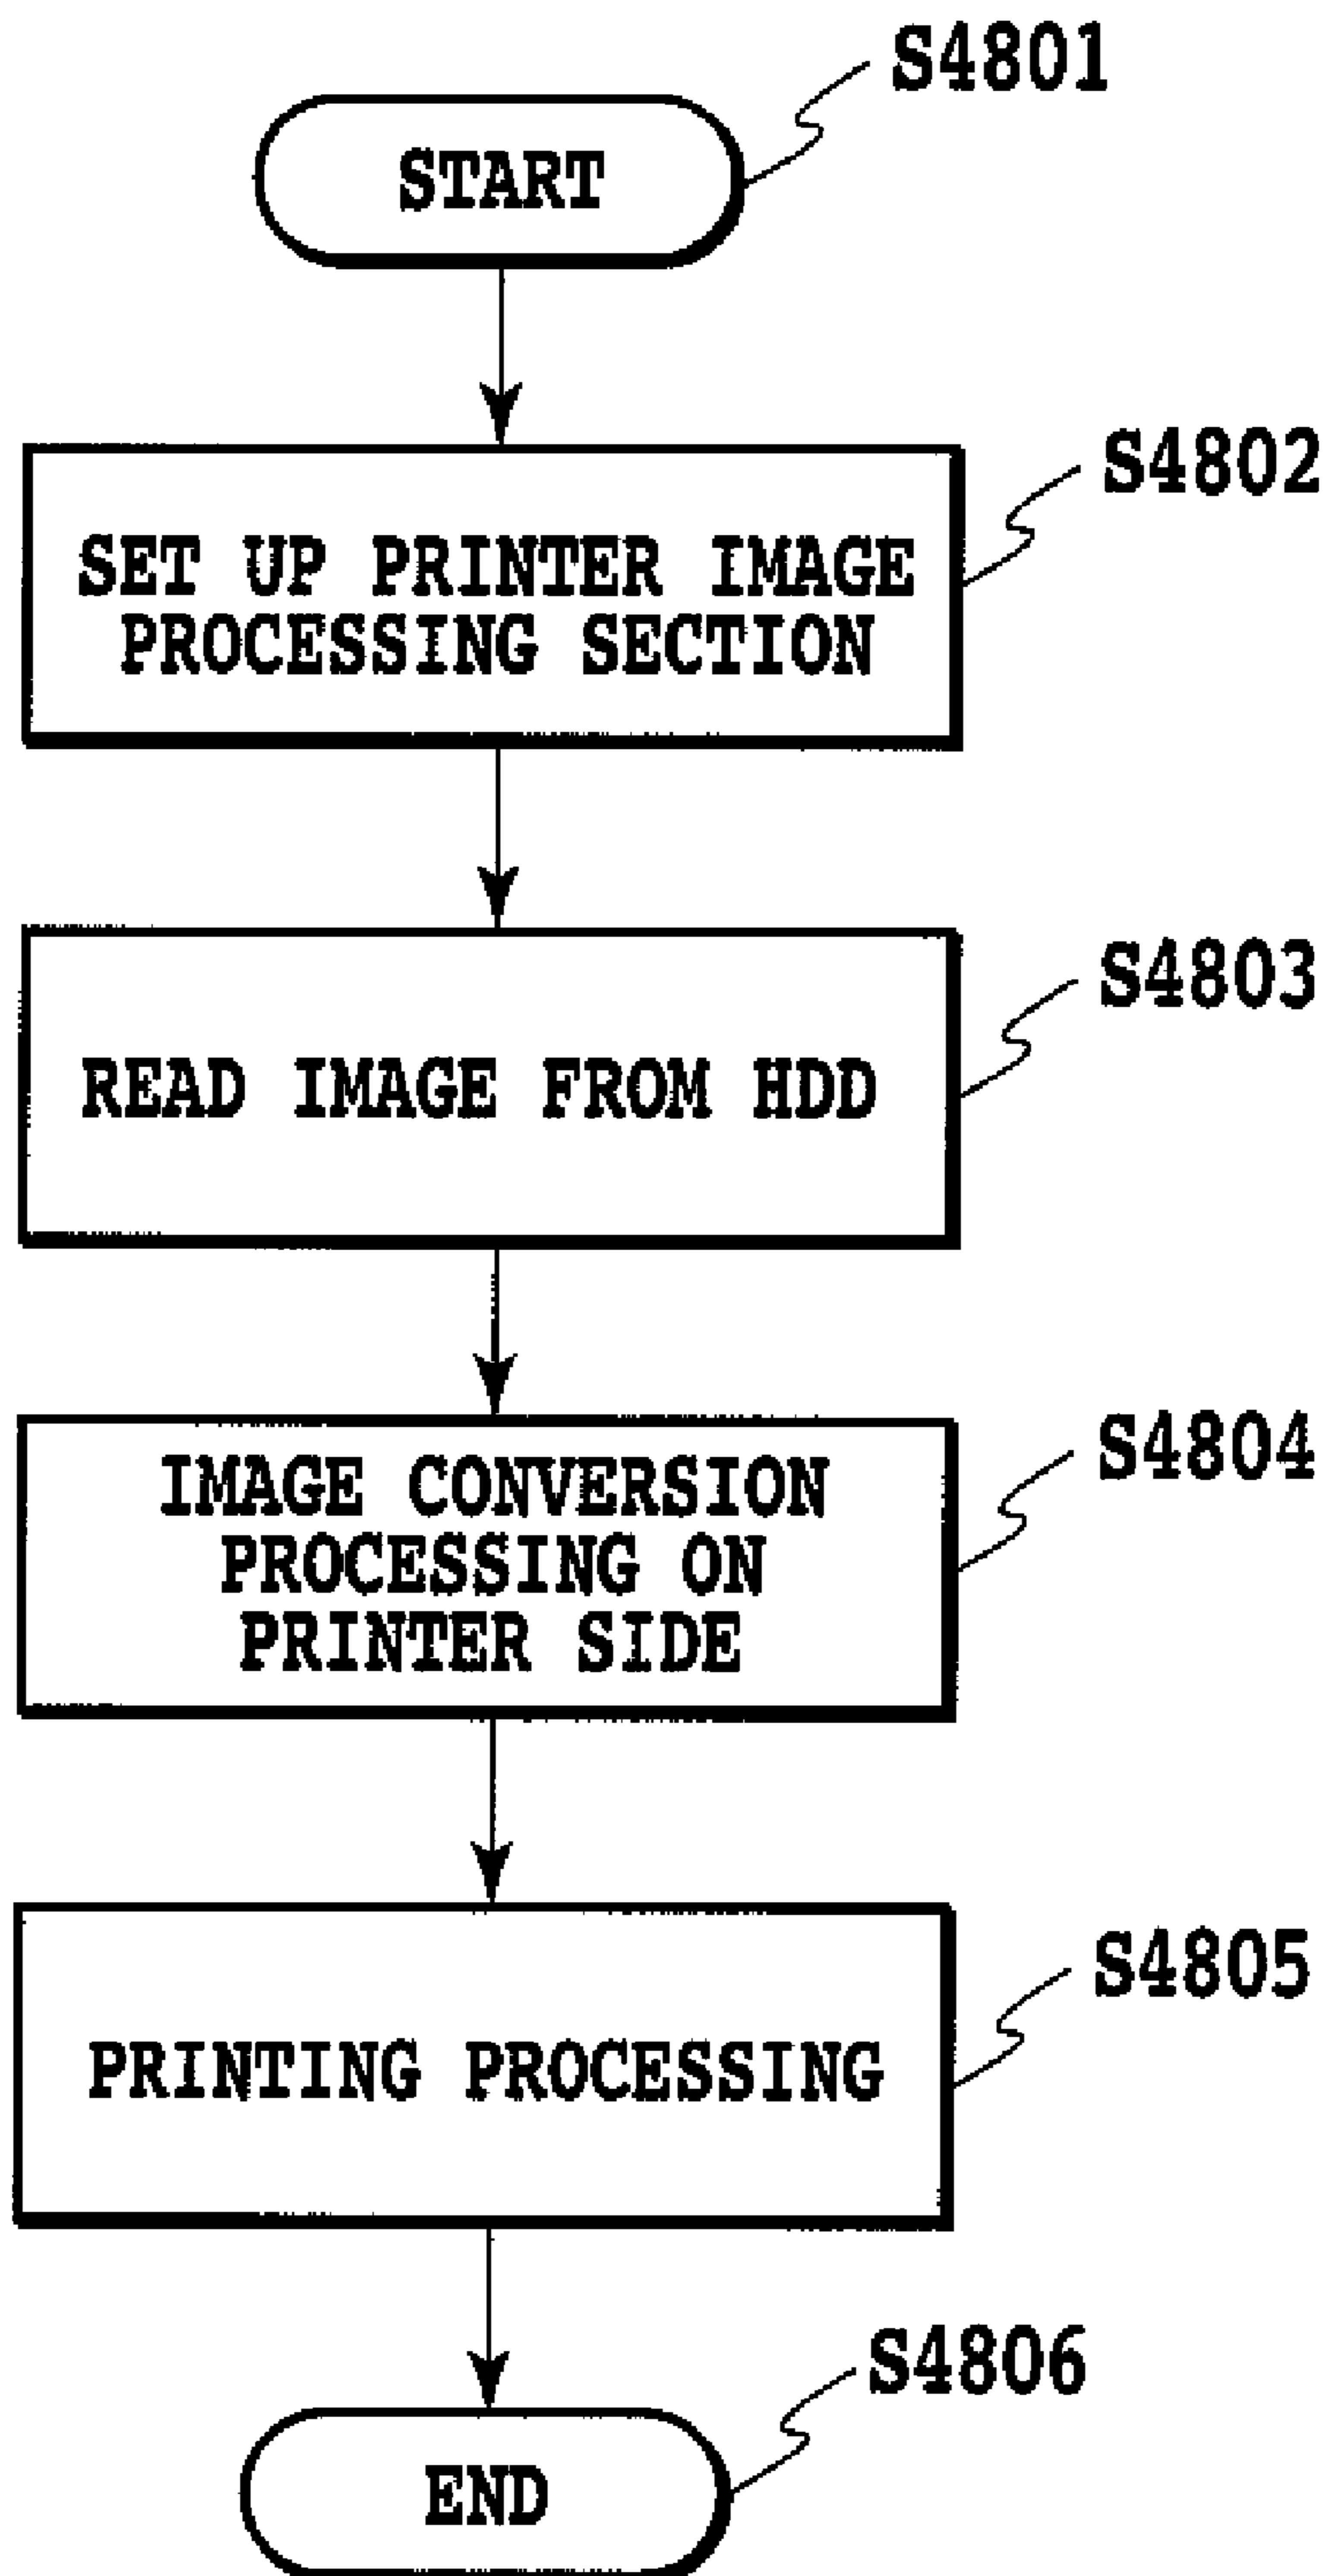 S4801
START
S4802
SET UP PRINTER IMAGE
PROCESSING SECTION
S4803
READ IMAGE FROM HDD
S4804
IMAGE CONVERSION
PROCESSING ON
PRINTER SIDE
S4805
PRINTING PROCESSING
S4806
END